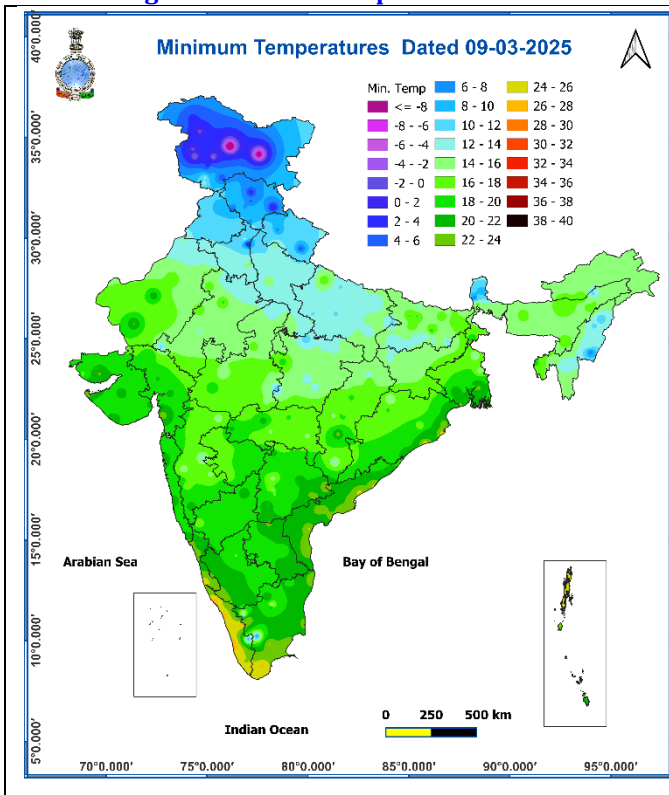 Minimum Temperatures Dated 09-03-2025
Min. Temp
<= -8
-8 - -6
-6 - -4
-4 - -2
-2 - 0
0 - 2
2 - 4
4 - 6
6 - 8
8 - 10
10 - 12
12 - 14
14 - 16
16 - 18
18 - 20
20 - 22
22 - 24
24 - 26
26 - 28
28 - 30
30 - 32
32 - 34
34 - 36
36 - 38
38 - 40
40°0.000'
35°0.000'
30°0.000'
25°0.000'
20°0.000'
15°0.000'
10°0.000'
5°0.000'
Arabian Sea
Bay of Bengal
Indian Ocean
0 250 500 km
70°0.000' 75°0.000' 80°0.000' 85°0.000' 90°0.000' 95°0.000'